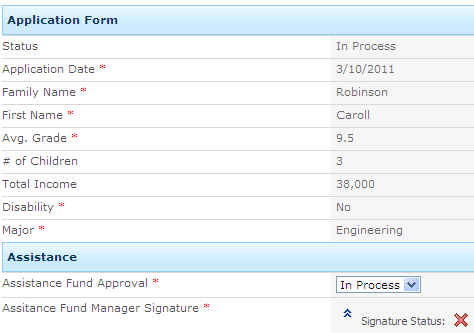 Application Form
Status In Process
Application Date * 3/10/2011
Family Name * Robinson
First Name * Caroll
Avg. Grade * 9.5
# of Children 3
Total Income 38,000
Disability * No
Major * Engineering
Assistance
Assistance Fund Approval * In Process
Assitance Fund Manager Signature * Signature Status: